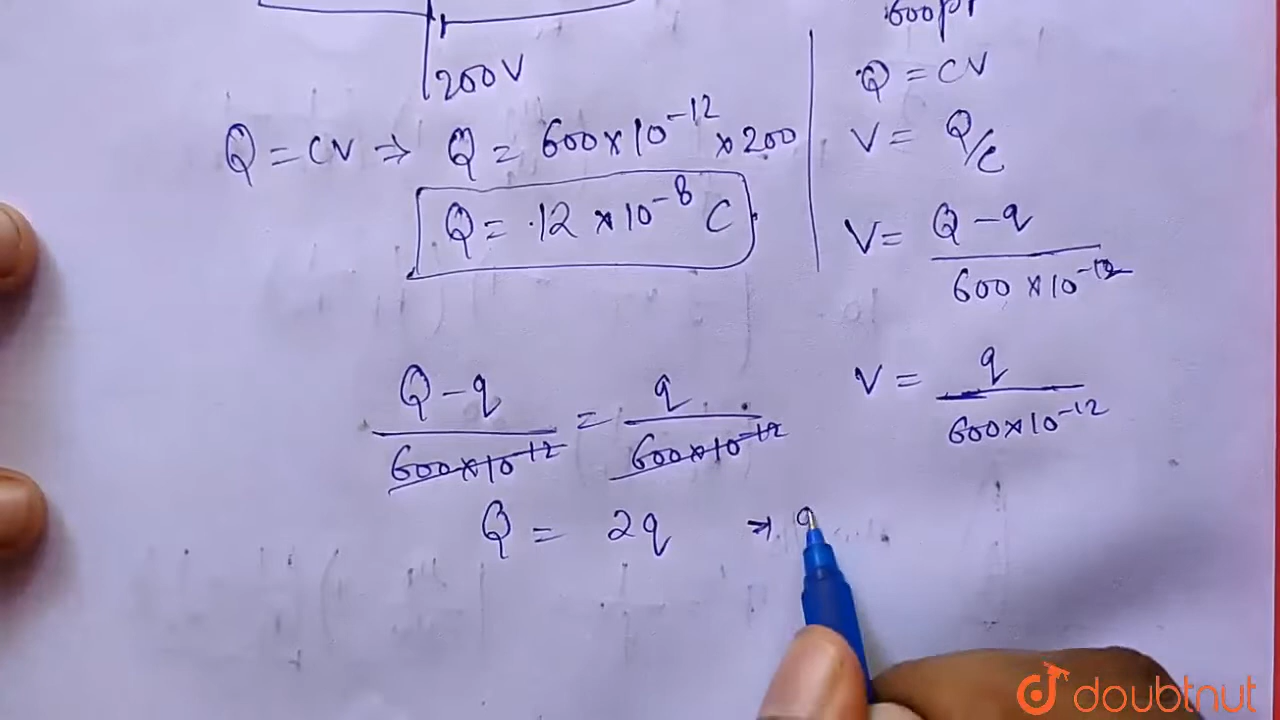 200V
600pF
Q = CV ⇒ Q = 600×10⁻¹² ×200
Q = .12 ×10⁻⁸ C
Q = CV
V = Q/C
V = Q – q / 600 ×10⁻¹²
V = q / 600×10⁻¹²
Q – q / 600×10⁻¹² = q / 600×10⁻¹²
Q = 2q ⇒ q
doubtnut